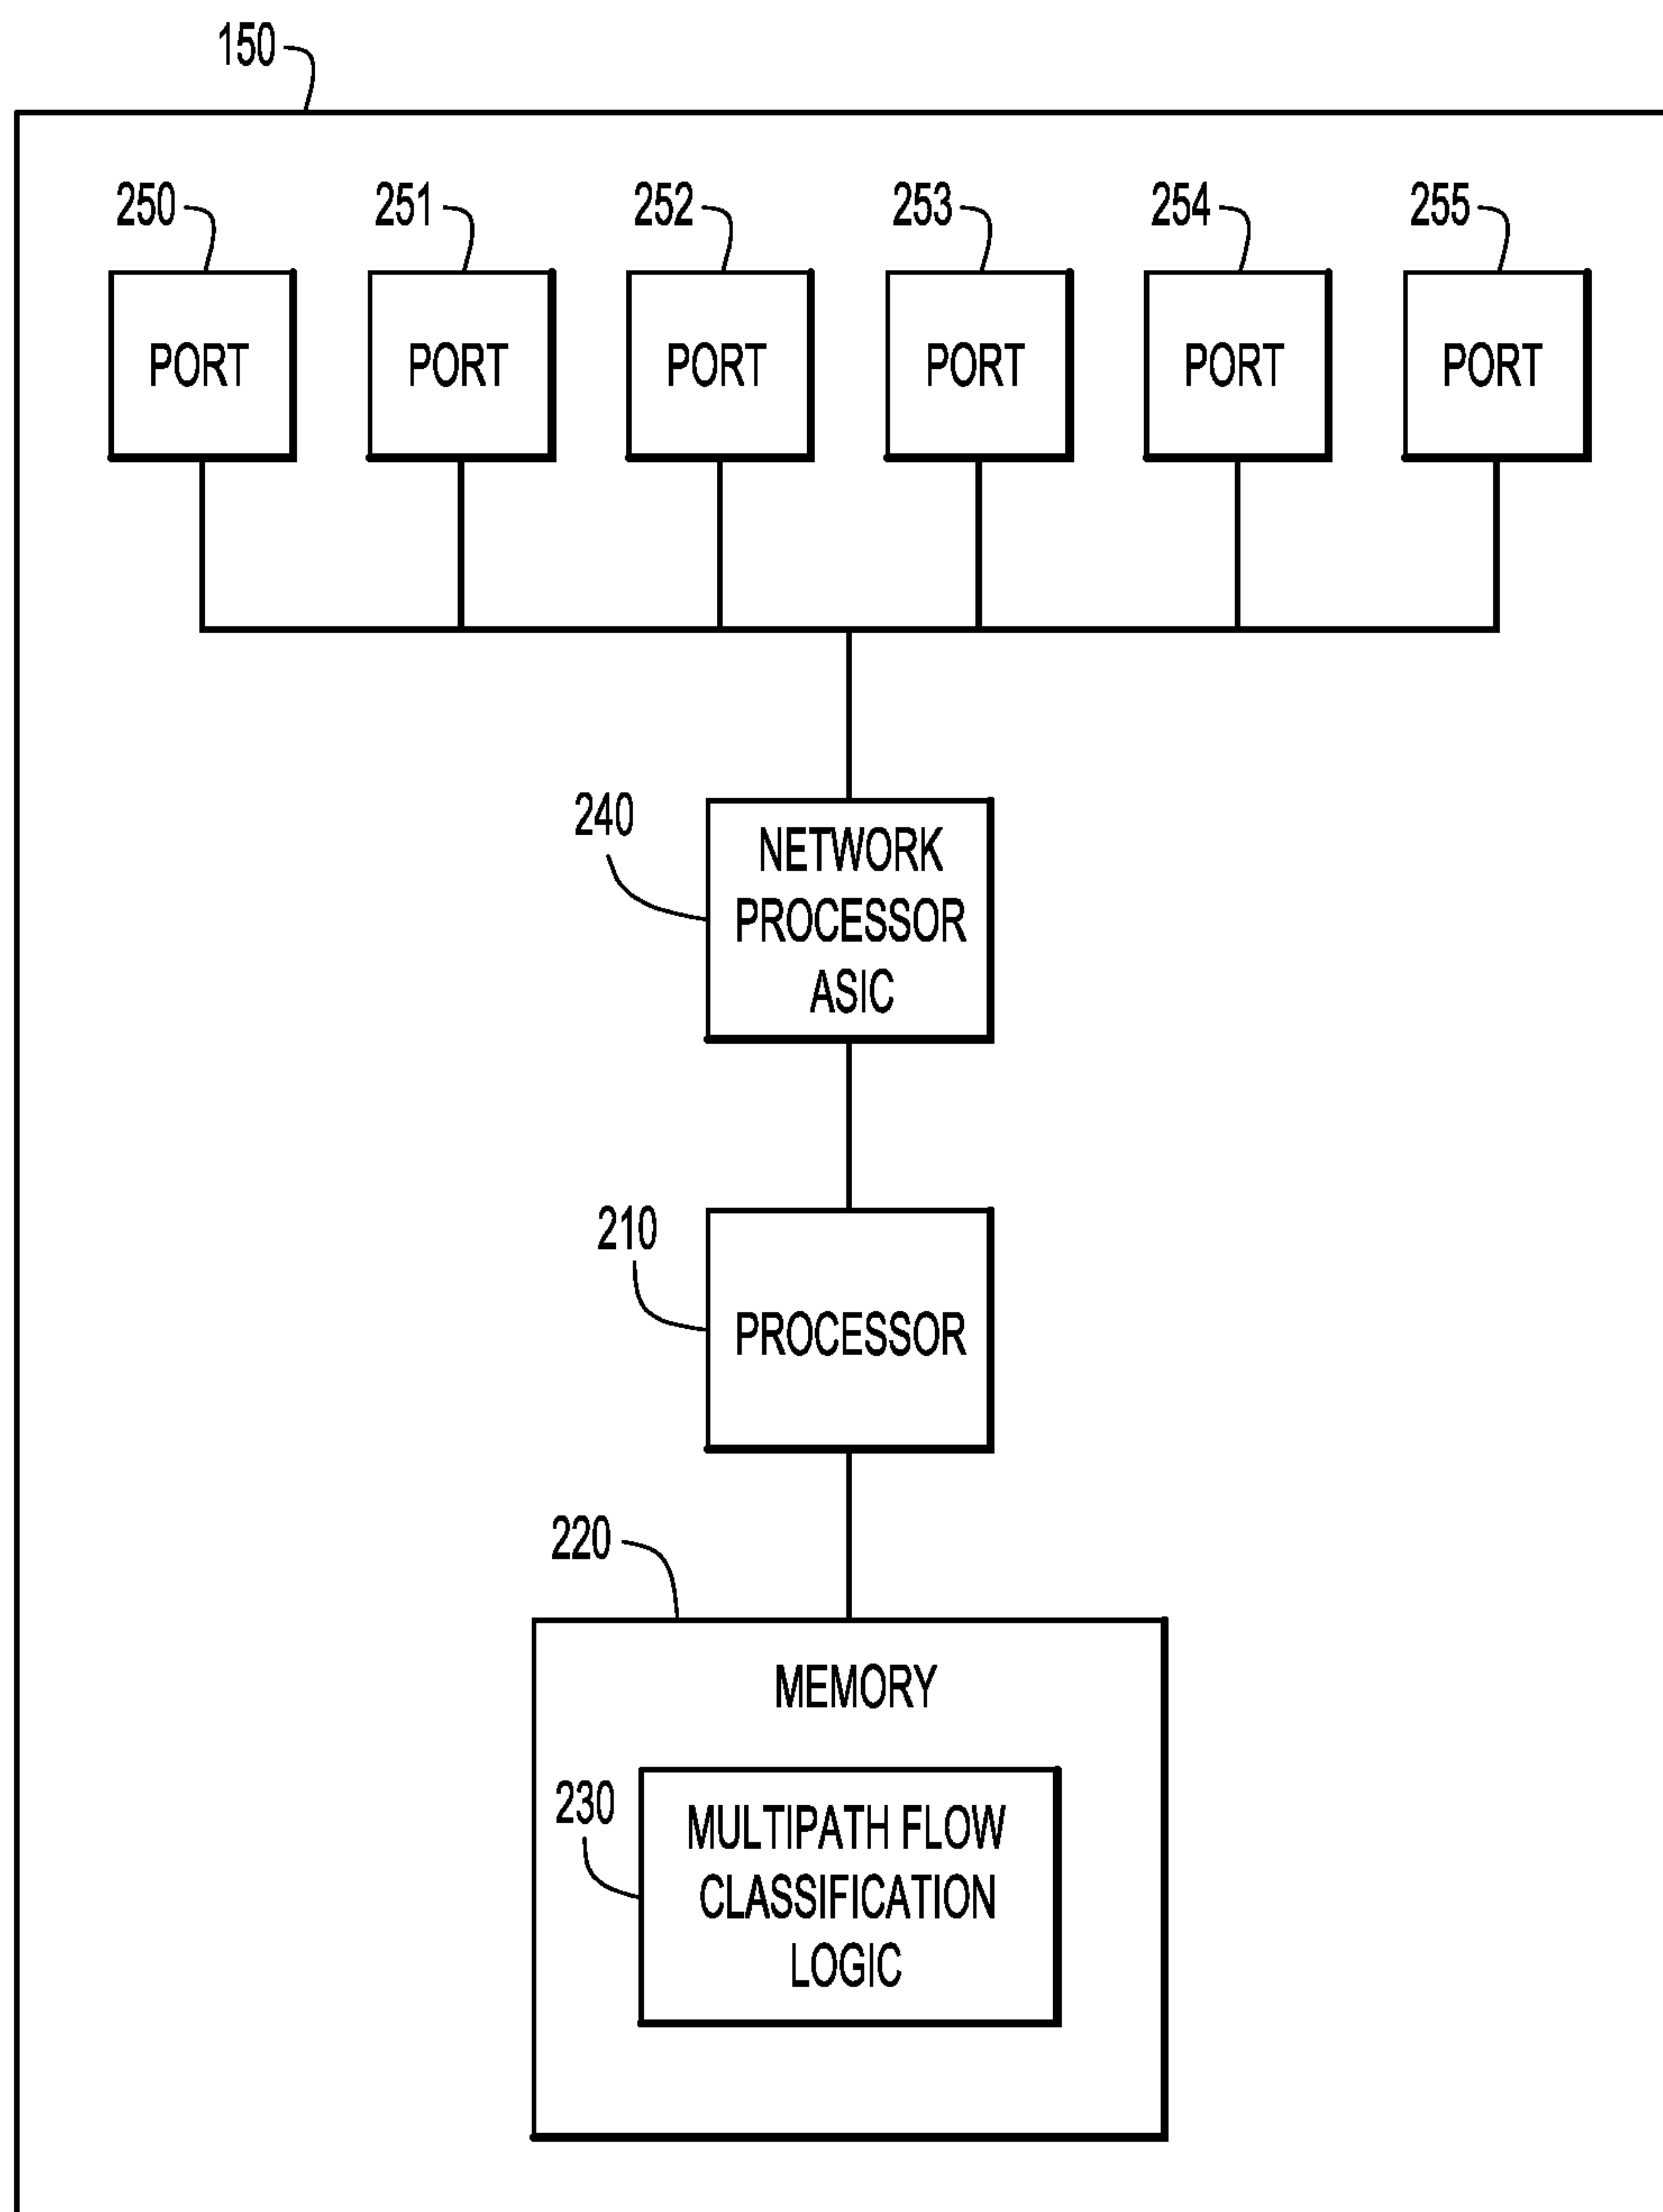 150
250 251 252 253 254 255
PORT PORT PORT PORT PORT PORT
240
NETWORK
PROCESSOR
ASIC
210
PROCESSOR
220
MEMORY
230
MULTIPATH FLOW
CLASSIFICATION
LOGIC